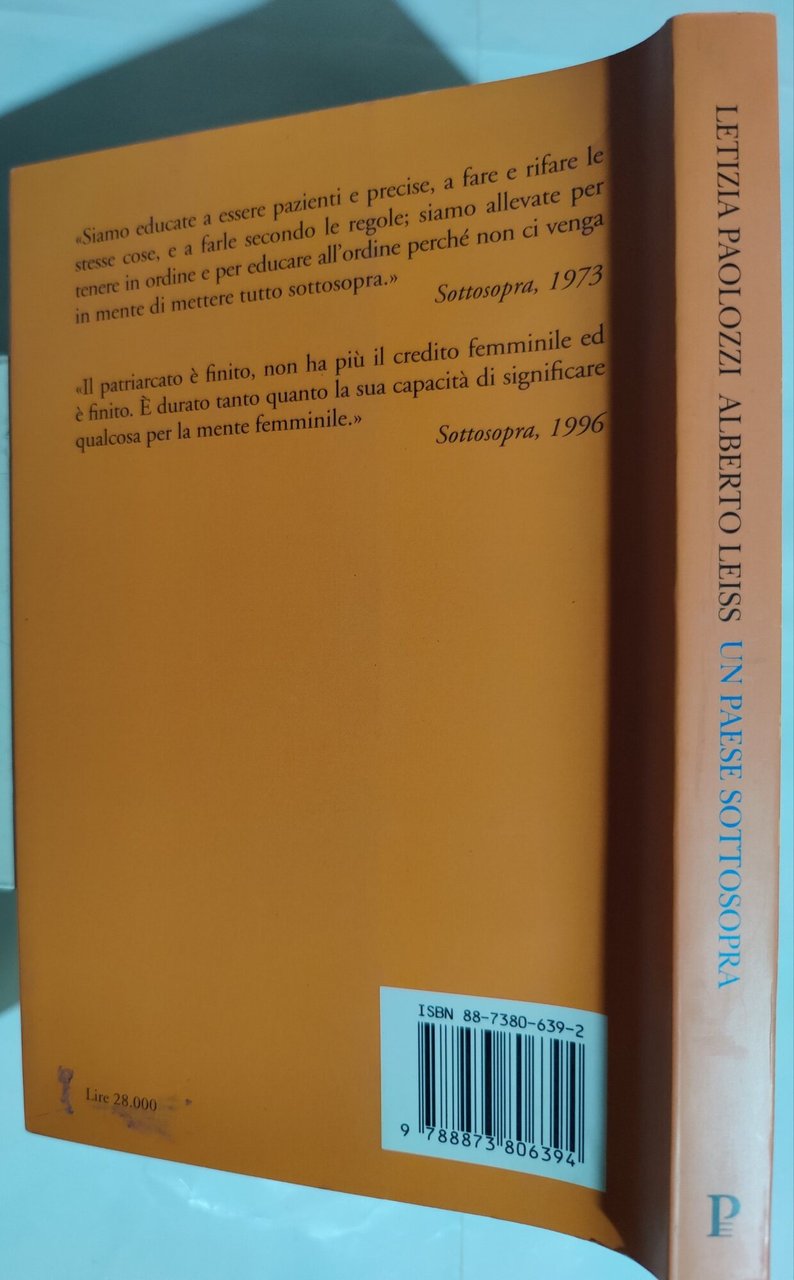 «Siamo educate a essere pazienti e precise, a fare e rifare le
stesse cose, e a farle secondo le regole; siamo allevate per
tenere in ordine e per educare all'ordine perché non ci venga
in mente di mettere tutto sottosopra.»
Sottosopra, 1973
«Il patriarcato è finito, non ha più il credito femminile ed
è finito. È durato tanto quanto la sua capacità di significare
qualcosa per la mente femminile.»
Sottosopra, 1996
ISBN 88-7380-639-2
9 788873 806394
Lire 28.000
LETIZIA PAOLOZZI ALBERTO LEISS UN PAESE SOTTOSOPRA
P